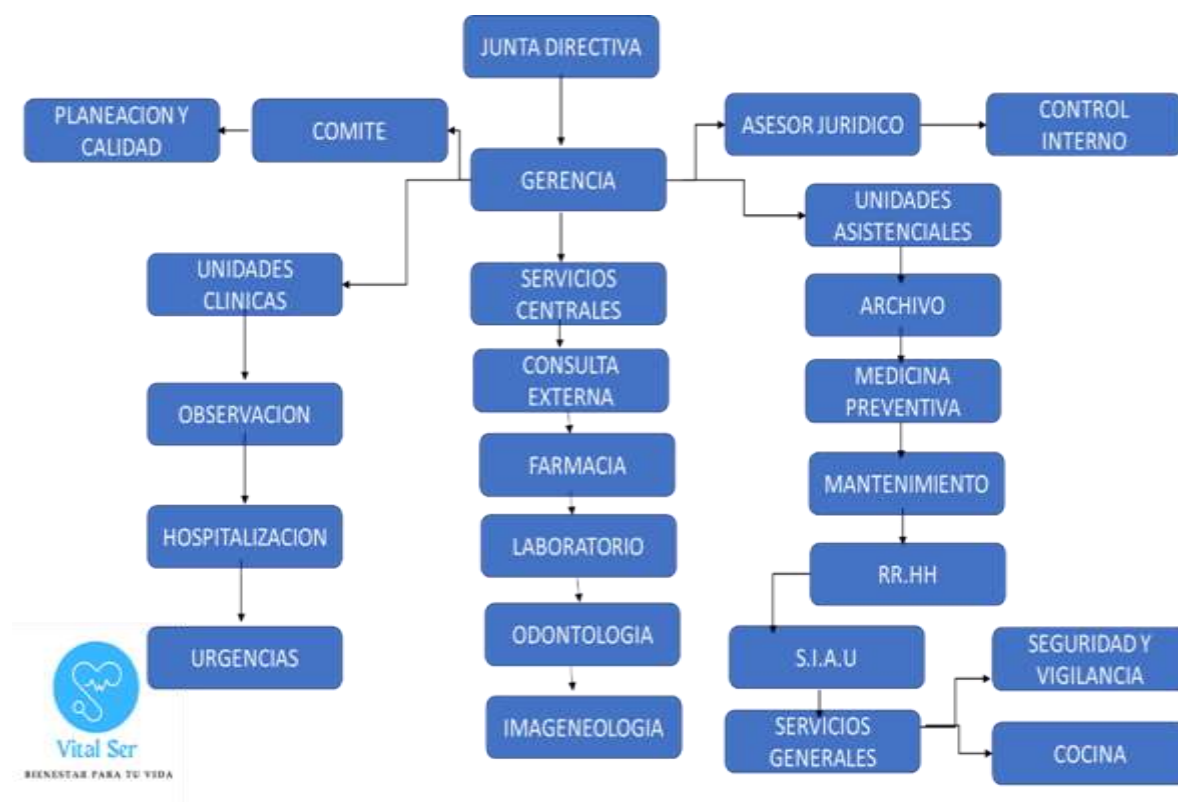 JUNTA DIRECTIVA
PLANEACION Y
CALIDAD
COMITE
ASESOR JURIDICO
CONTROL
INTERNO
GERENCIA
UNIDADES
ASISTENCIALES
UNIDADES
CLINICAS
SERVICIOS
CENTRALES
ARCHIVO
CONSULTA
EXTERNA
MEDICINA
PREVENTIVA
OBSERVACION
FARMACIA
MANTENIMIENTO
HOSPITALIZACION
LABORATORIO
RR.HH
URGENCIAS
ODONTOLOGIA
S.I.A.U
SEGURIDAD Y
VIGILANCIA
IMAGENEOLOGIA
SERVICIOS
GENERALES
COCINA
Vital Ser
BIENESTAR PARA TU VIDA